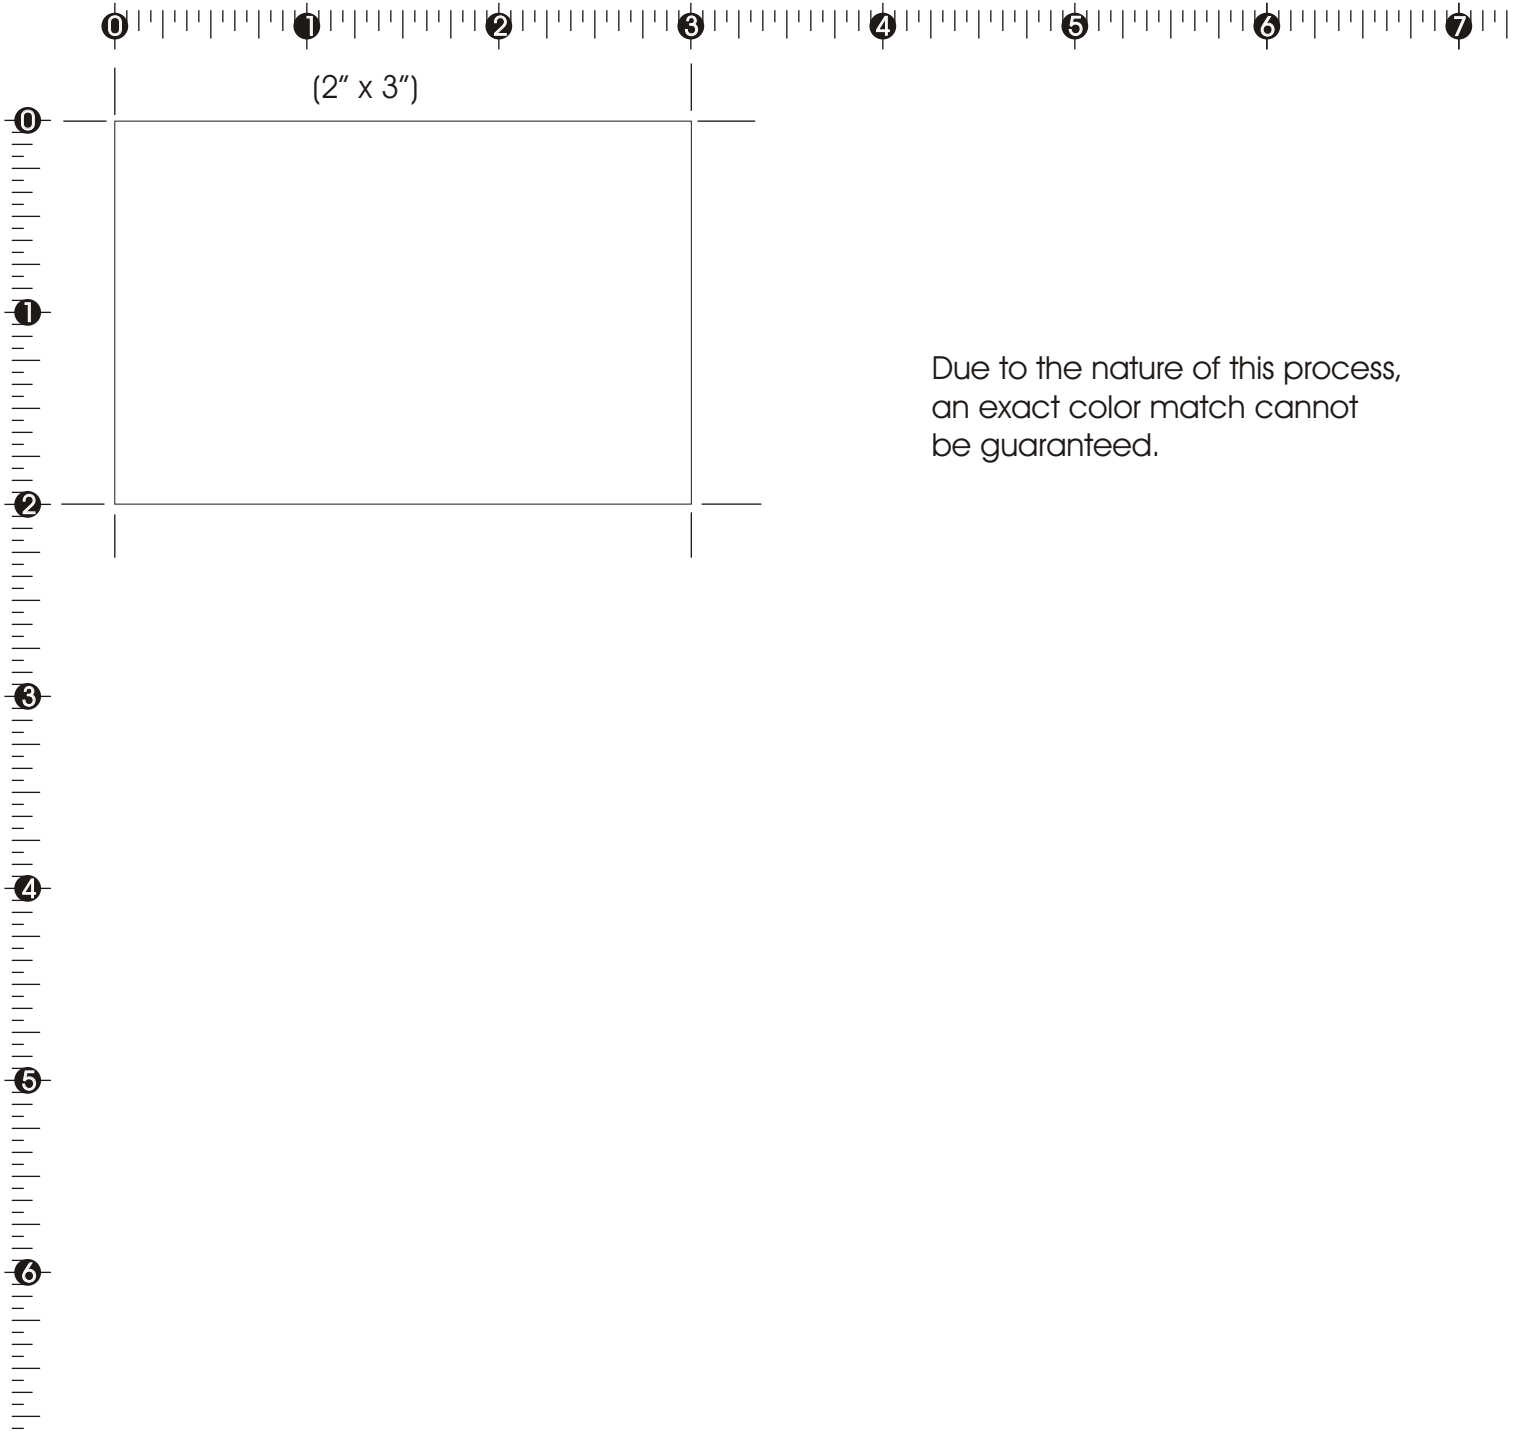 0 1 2 3 4 5 6 7
(2" x 3")
0
1
Due to the nature of this process,
an exact color match cannot
be guaranteed.
2
3
4
5
6